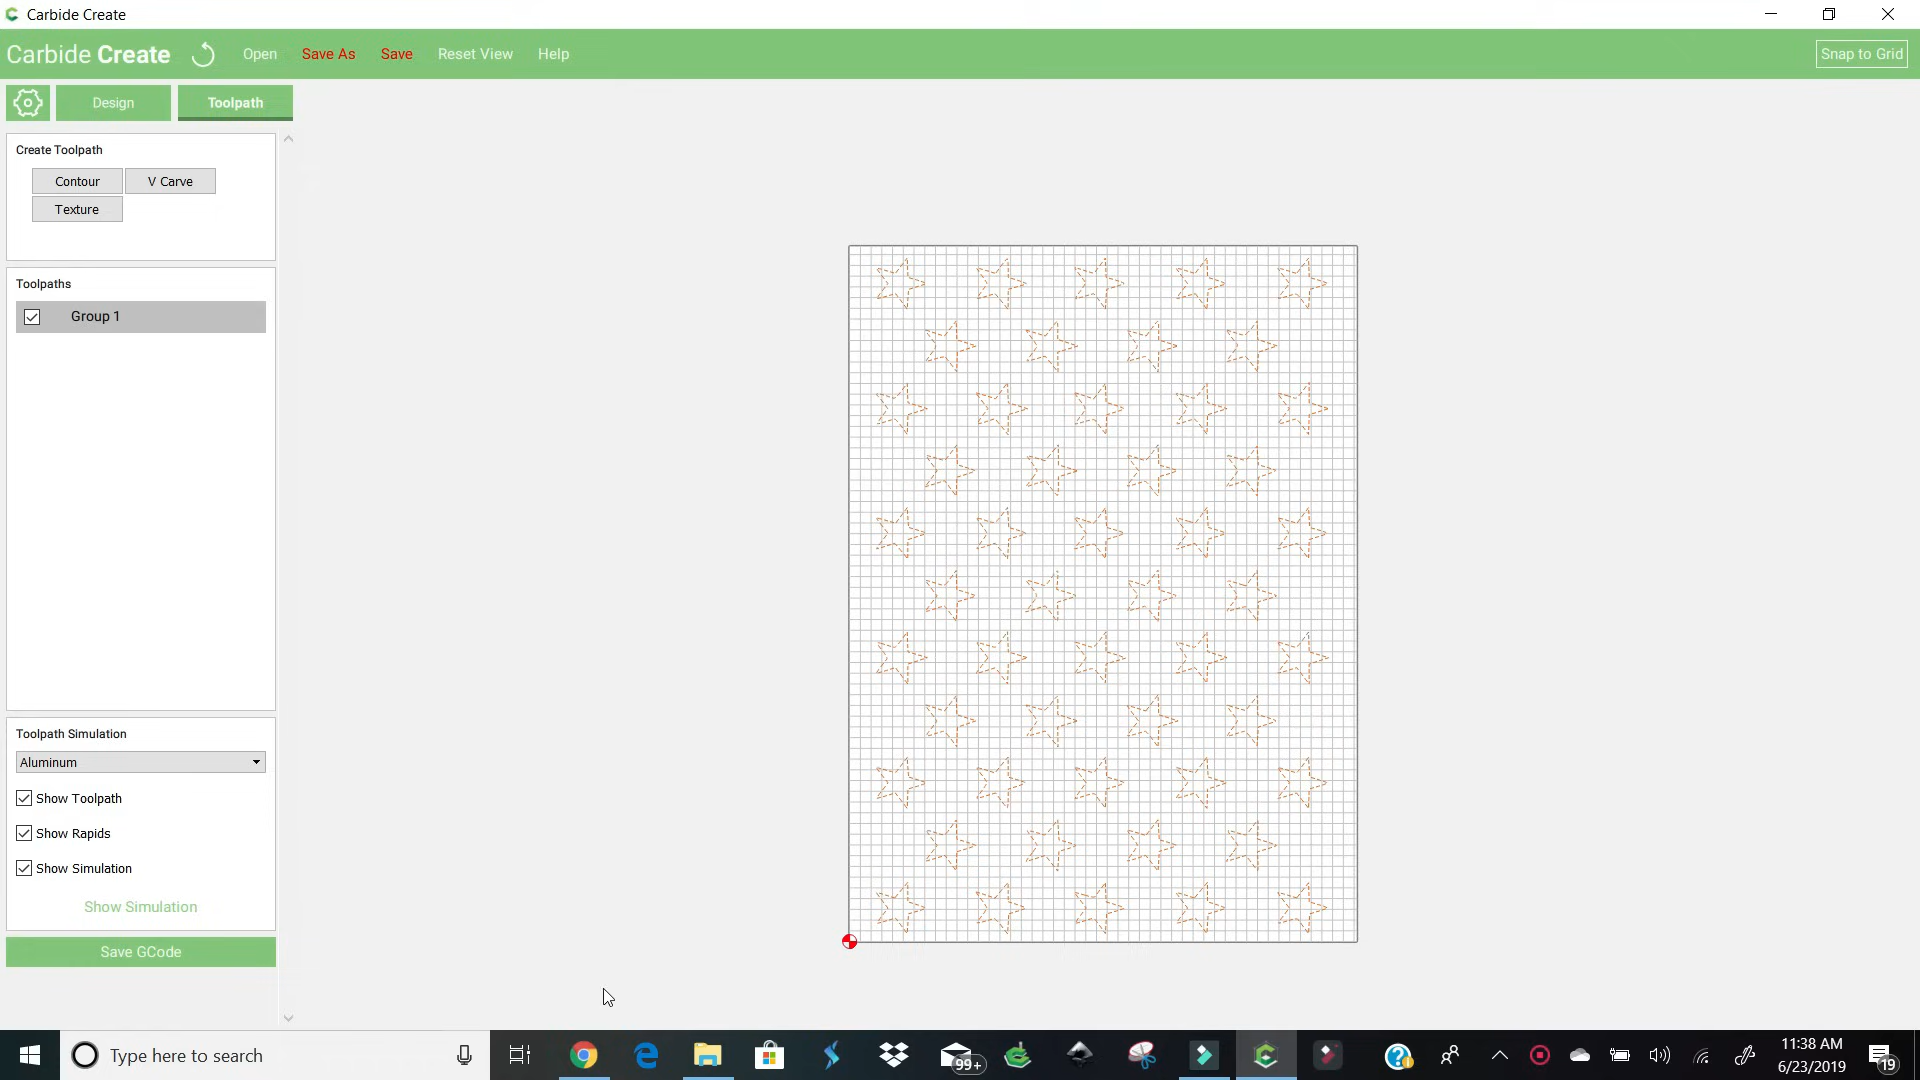 Carbide Create
Carbide Create
Open
Save As
Save
Reset View
Help
Snap to Grid
Design
Toolpath
Create Toolpath
Contour
V Carve
Texture
Toolpaths
Group 1
Toolpath Simulation
Aluminum
Show Toolpath
Show Rapids
Show Simulation
Show Simulation
Save GCode
Type here to search
99+
11:38 AM
6/23/2019
19